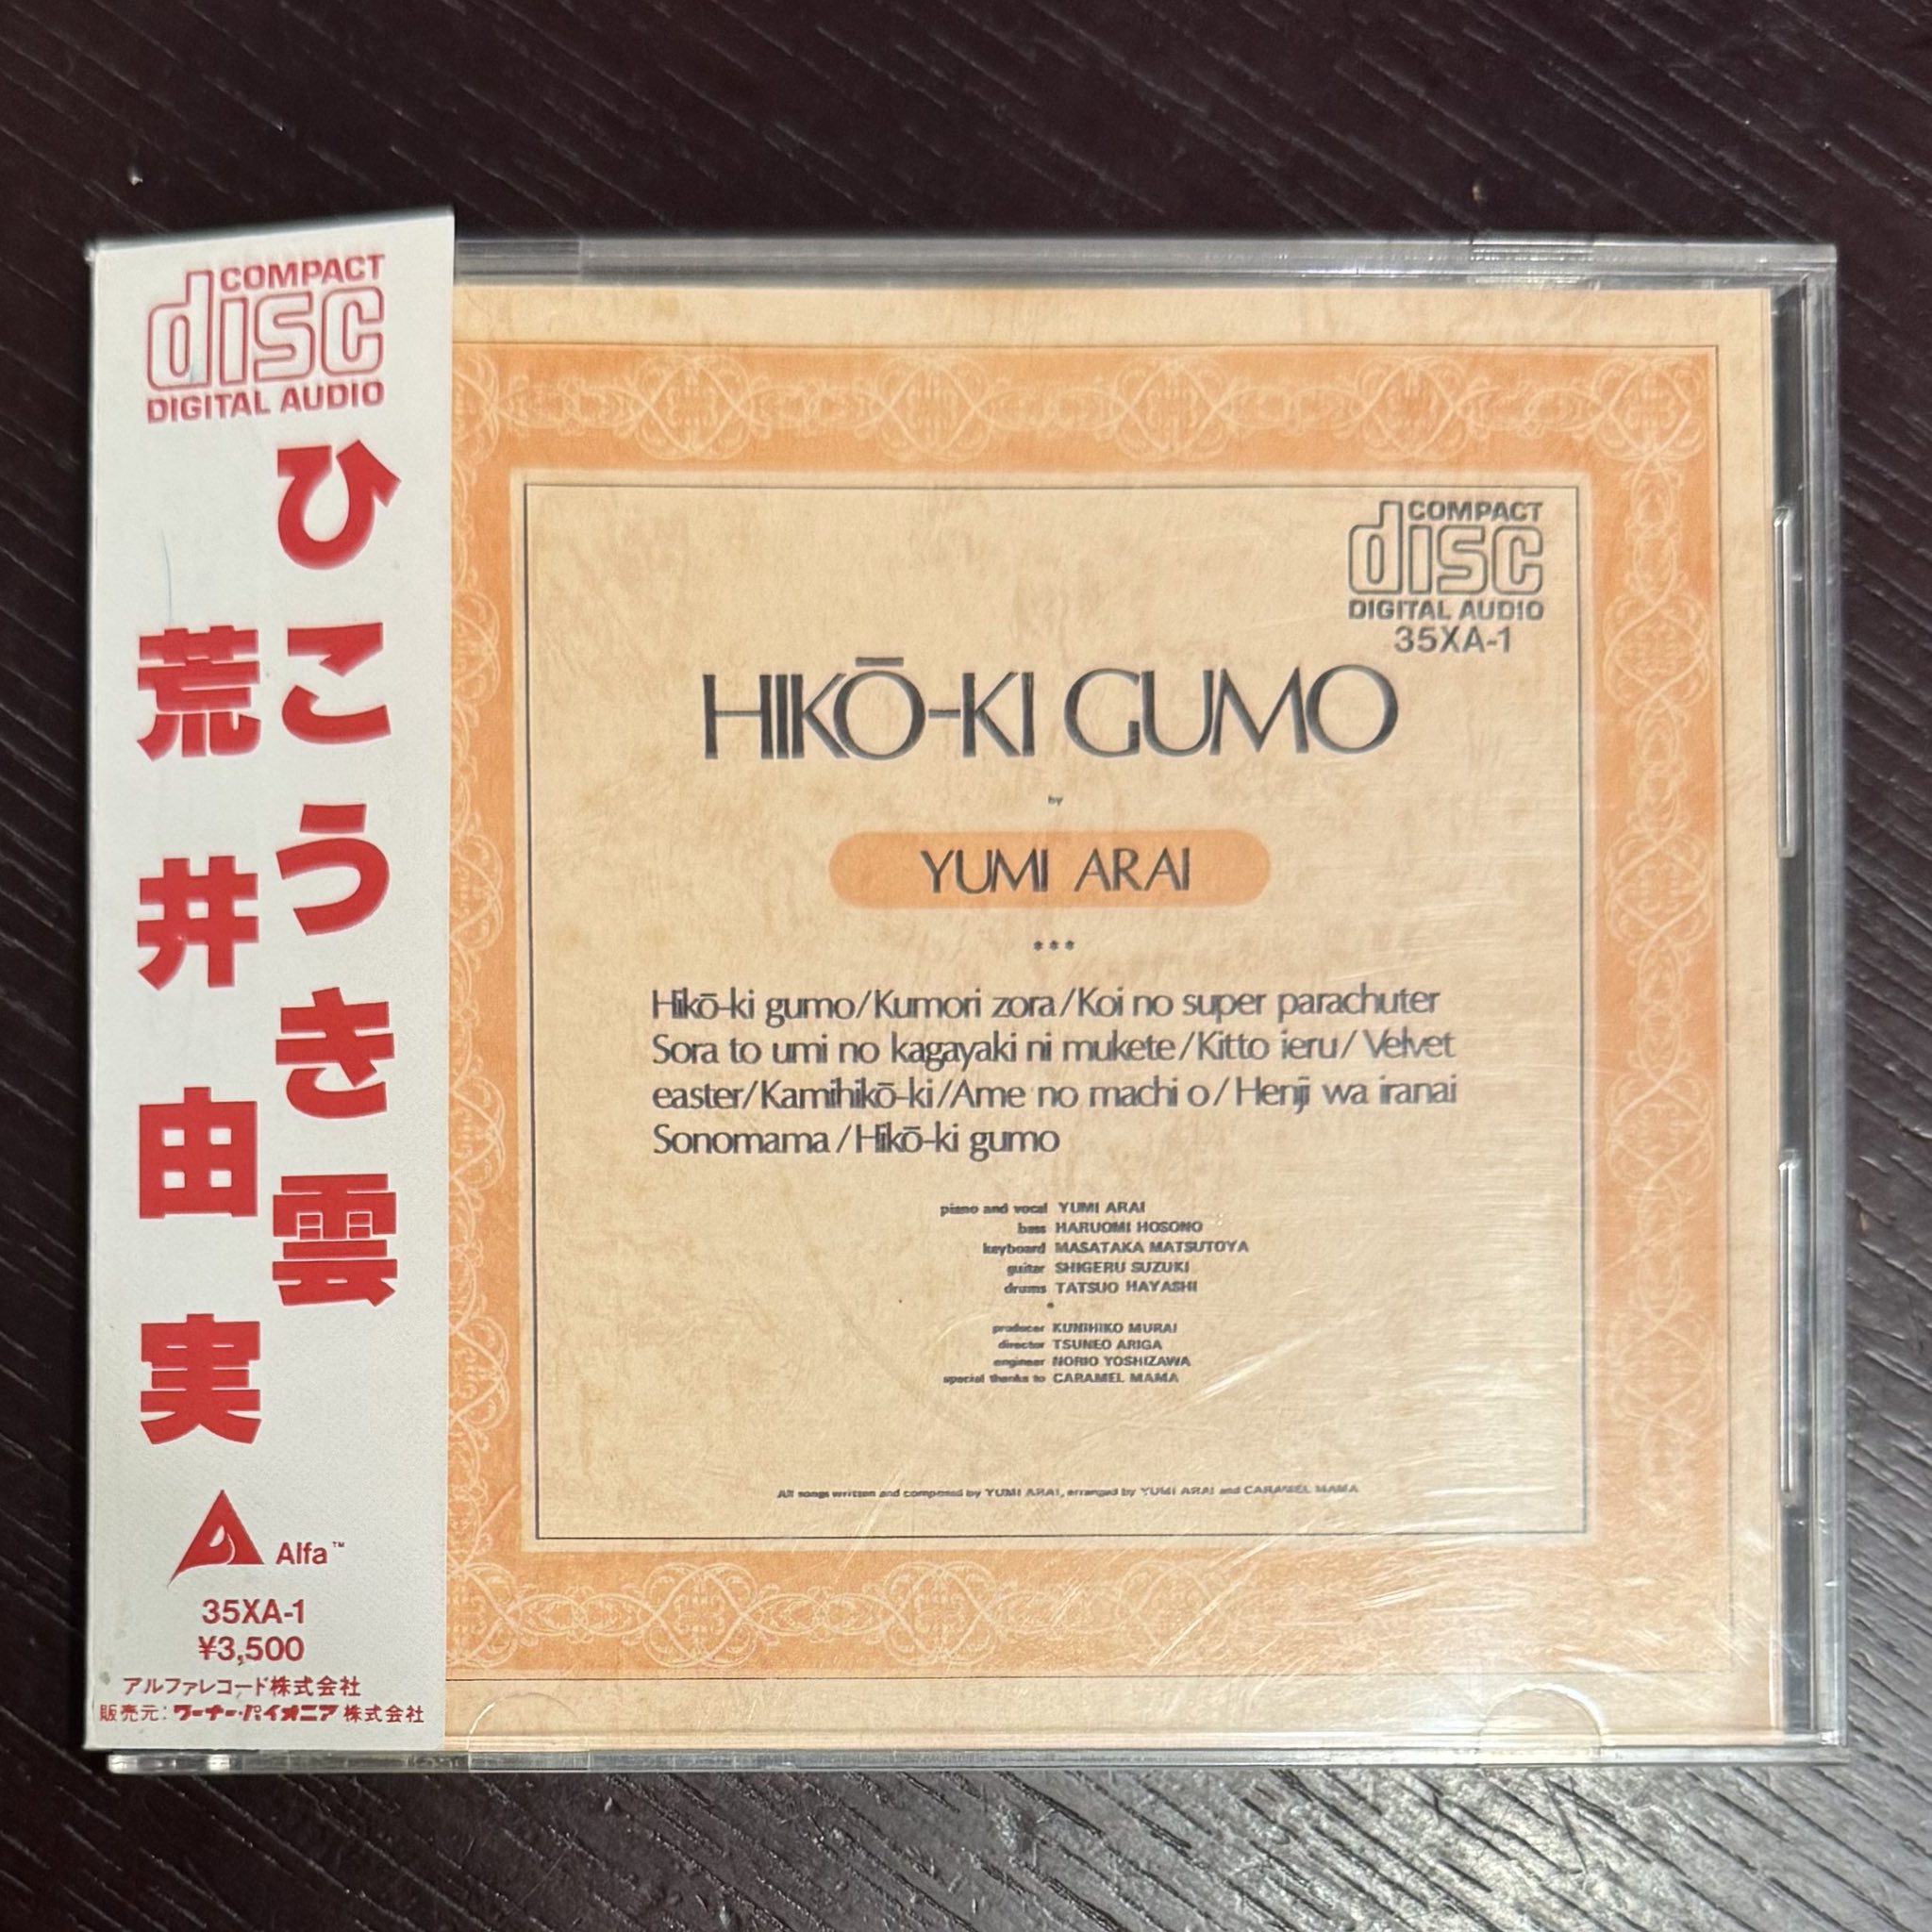 COMPACT
disc
DIGITAL AUDIO
ひこうき雲
荒井由実
Alfa™
35XA-1
¥3,500
アルファレコード株式会社
販売元：ワーナー・パイオニア株式会社
COMPACT
disc
DIGITAL AUDIO
35XA-1
HIKŌ-KI GUMO
by
YUMI ARAI
***
Hikō-ki gumo/Kumori zora/Koi no super parachuter
Sora to umi no kagayaki ni mukete/Kitto ieru/Velvet
easter/Kamihikō-ki/Ame no machi o/Henji wa iranai
Sonomama/Hikō-ki gumo
piano and vocal YUMI ARAI
bass HARUOMI HOSONO
keyboard MASATAKA MATSUTOYA
guitar SHIGERU SUZUKI
drums TATSUO HAYASHI
*
producer KUNIHIKO MURAI
director TSUNEO ARIGA
engineer NORIO YOSHIZAWA
special thanks to CARAMEL MAMA
All songs written and composed by YUMI ARAI, arranged by YUMI ARAI and CARAMEL MAMA